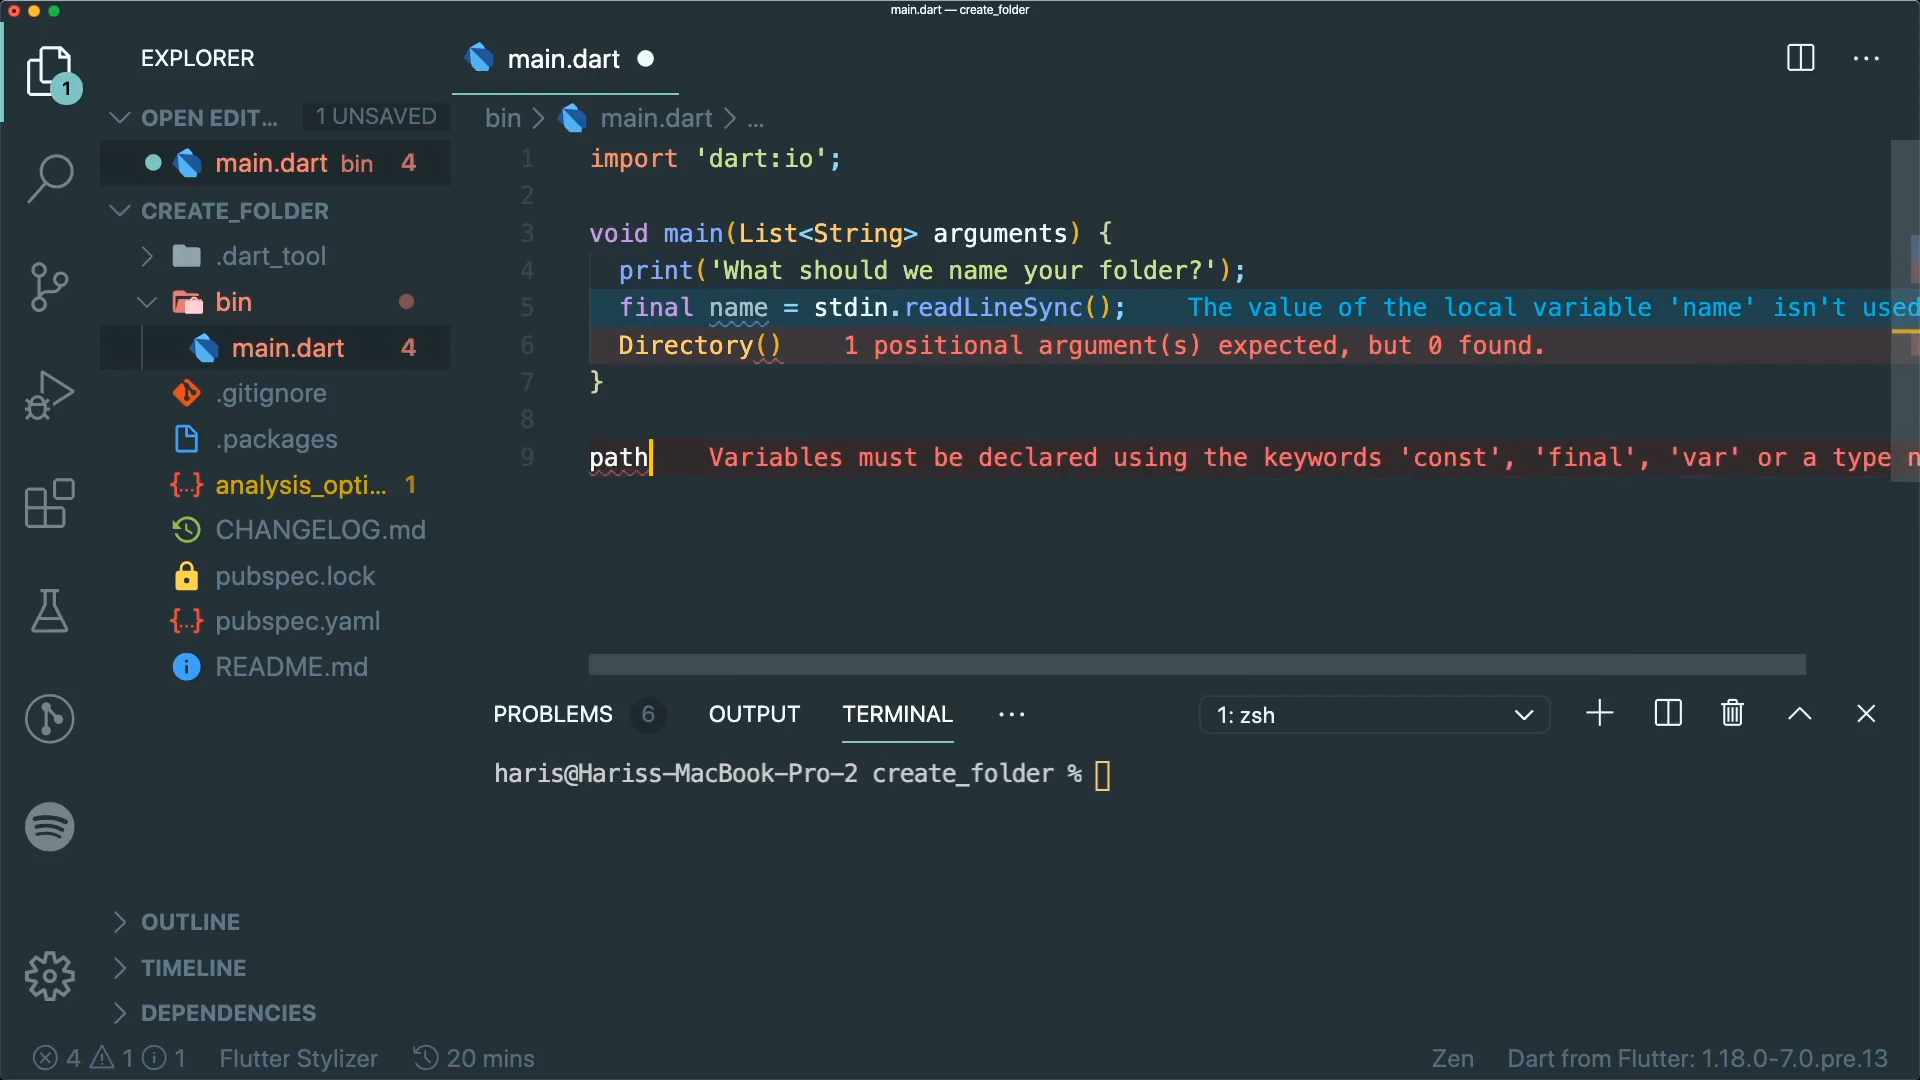 main.dart — create_folder
EXPLORER
main.dart
1
OPEN EDIT... 1 UNSAVED
bin > main.dart > ...
main.dart bin 4
CREATE_FOLDER
.dart_tool
bin
main.dart 4
.gitignore
.packages
analysis_opti... 1
CHANGELOG.md
pubspec.lock
pubspec.yaml
README.md
1 import 'dart:io';
2
3 void main(List<String> arguments) {
4 print('What should we name your folder?');
5 final name = stdin.readLineSync(); The value of the local variable 'name' isn't used
6 Directory() 1 positional argument(s) expected, but 0 found.
7 }
8
9 path Variables must be declared using the keywords 'const', 'final', 'var' or a type n
PROBLEMS 6 OUTPUT TERMINAL ... 1: zsh
haris@Hariss-MacBook-Pro-2 create_folder %
OUTLINE
TIMELINE
DEPENDENCIES
4 1 1 Flutter Stylizer 20 mins Zen Dart from Flutter: 1.18.0-7.0.pre.13